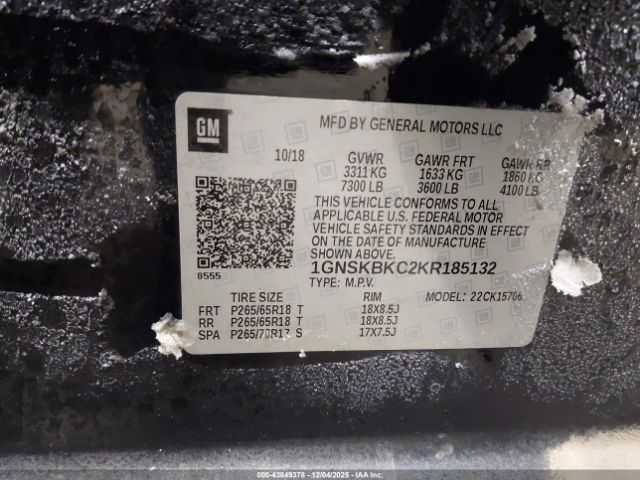 GM
MFD BY GENERAL MOTORS LLC
10/18 GVWR GAWR FRT GAWR RR
3311 KG 1633 KG 1860 KG
7300 LB 3600 LB 4100 LB
THIS VEHICLE CONFORMS TO ALL
APPLICABLE U.S. FEDERAL MOTOR
VEHICLE SAFETY STANDARDS IN EFFECT
ON THE DATE OF MANUFACTURE
SHOWN ABOVE.
8555 1GNSKBKC2KR185132
TYPE: M.P.V.
TIRE SIZE RIM MODEL: 22CK15706
FRT P265/65R18 T 18X8.5J
RR P265/65R18 T 18X8.5J
SPA P265/70R17 S 17X7.5J
000-43849378 - 12/04/2025 - IAAI, Inc.